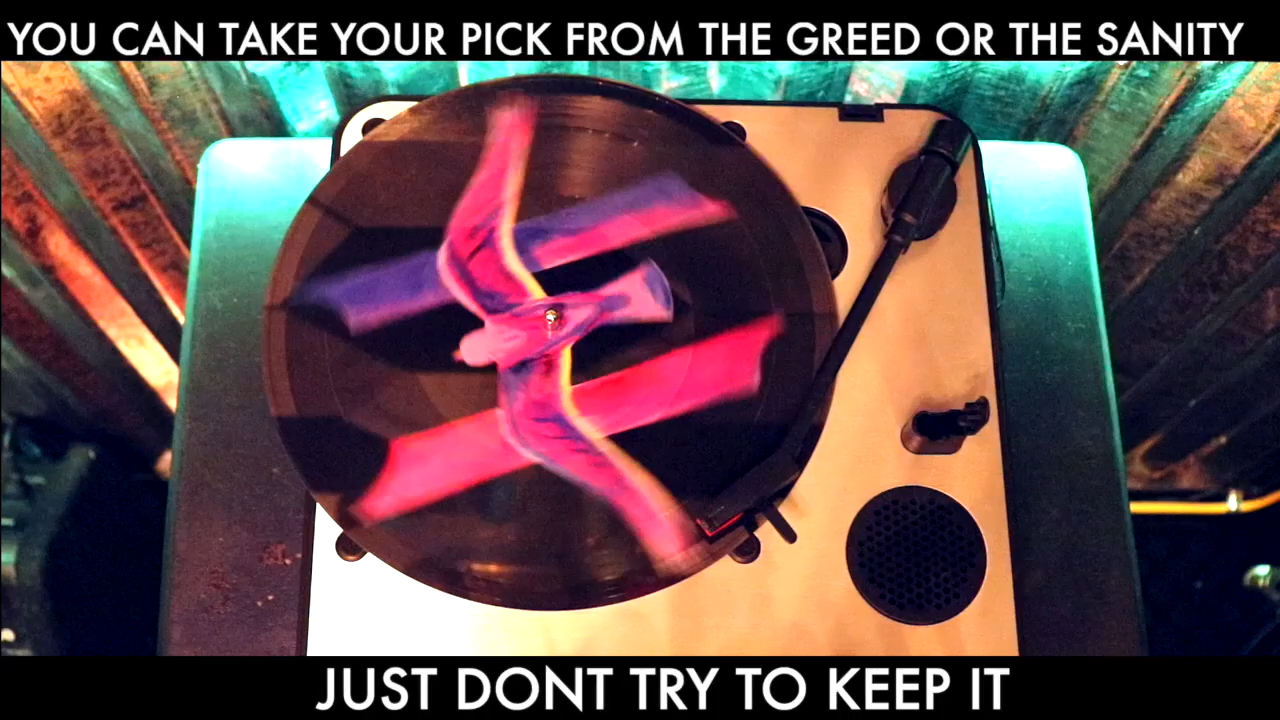 YOU CAN TAKE YOUR PICK FROM THE GREED OR THE SANITY
JUST DONT TRY TO KEEP IT